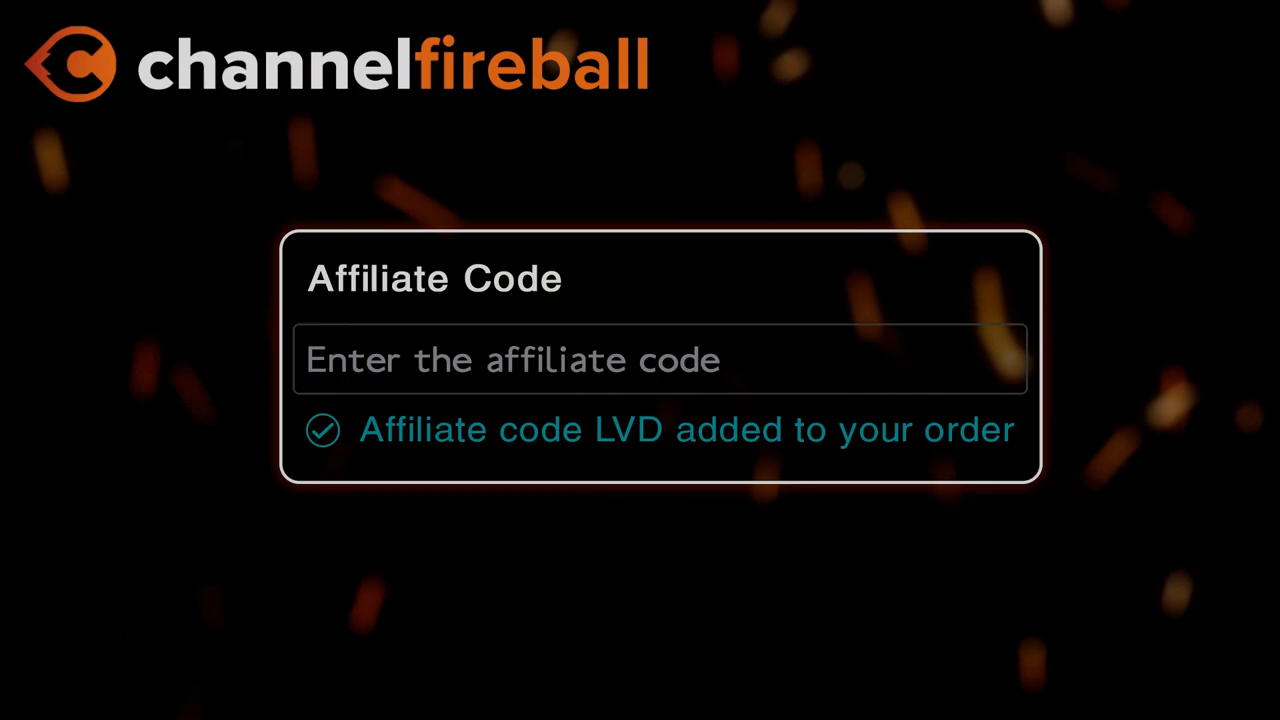 channelfireball
Affiliate Code
Enter the affiliate code
Affiliate code LVD added to your order